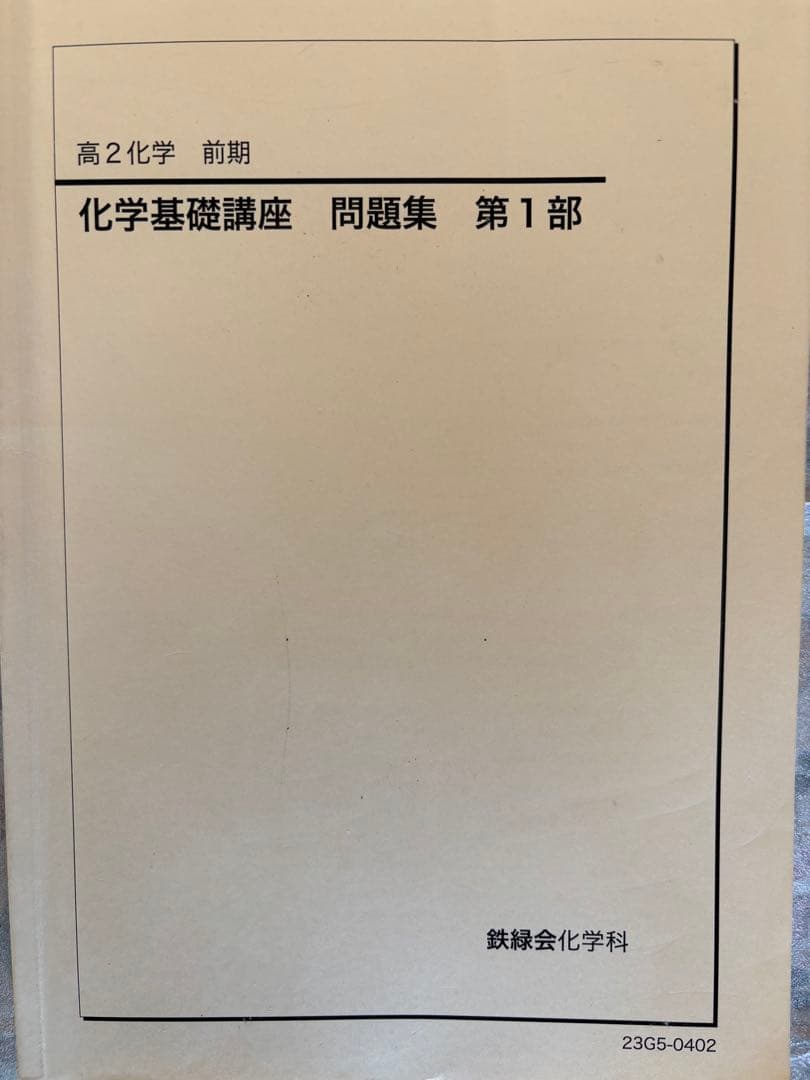 高2化学　前期
化学基礎講座　問題集　第1部
鉄緑会化学科
23G5-0402